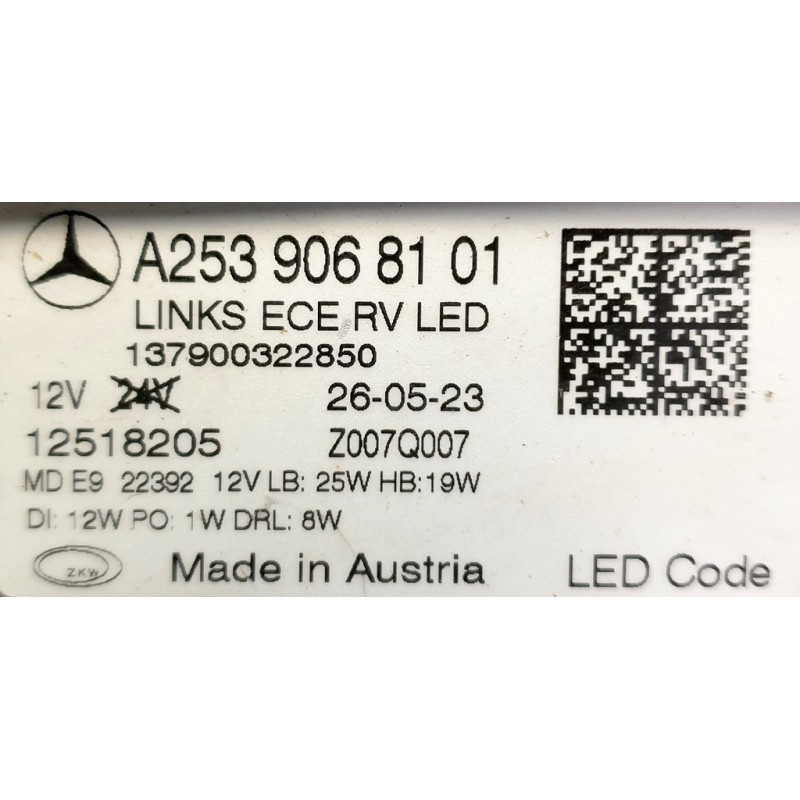 A253 906 81 01
LINKS ECE RV LED
137900322850
12V 24V 26-05-23
12518205 Z007Q007
MD E9 22392 12V LB: 25W HB:19W
DI: 12W PO: 1W DRL: 8W
ZKW Made in Austria LED Code